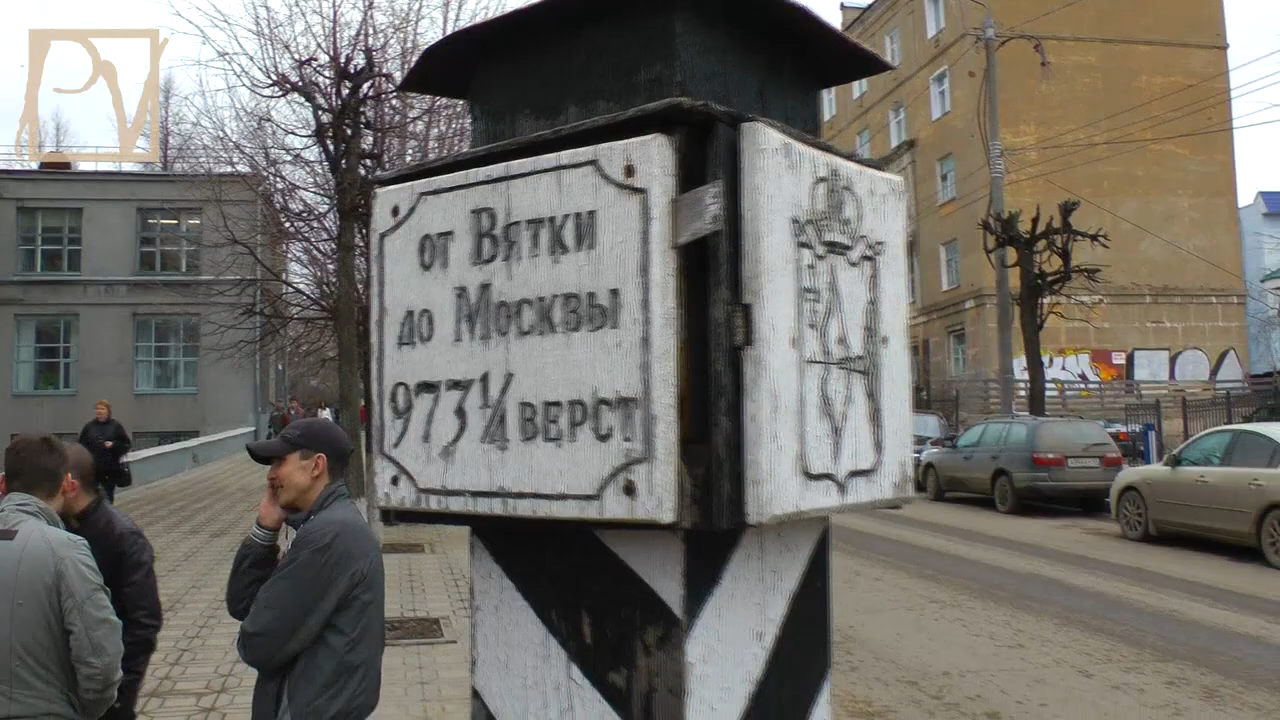 от Вятки
до Москвы
973¼ верст